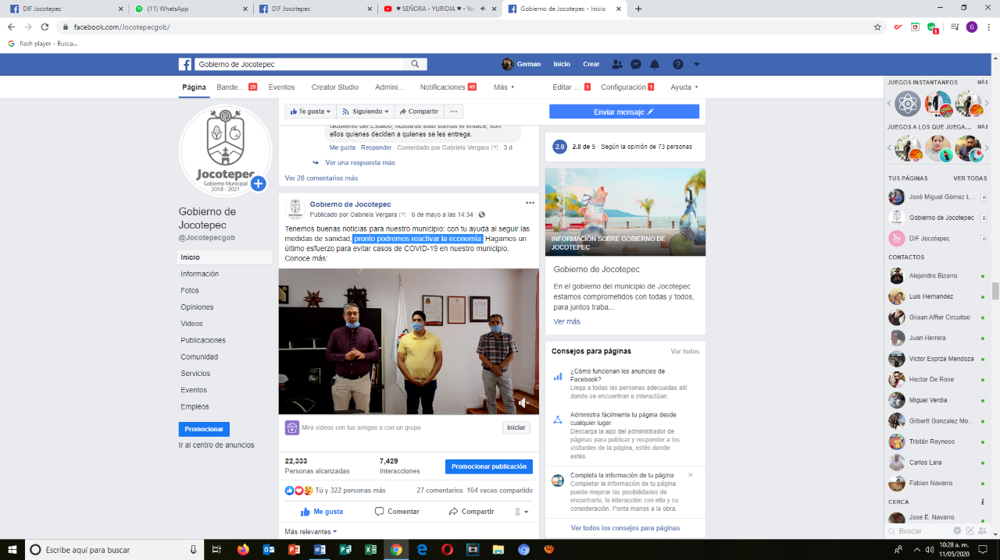 DIF Jocotepec
(11) WhatsApp
DIF Jocotepec
♥ SEÑORA - YURIDIA ♥ - You
Gobierno de Jocotepec - Inicio
facebook.com/Jocotepecgob/
G
flash player - Busca...
Gobierno de Jocotepec
German
Inicio
Crear
Página
Bande... 25
Eventos
Creator Studio
Admini...
Notificaciones 45
Más
Editar ... 1
Configuración 1
Ayuda
Te gusta
Siguiendo
Compartir
Enviar mensaje
Jocotepec
Gobierno Municipal
2018 - 2021
Gobierno de
Jocotepec
@Jocotepecgob
Inicio
Información
Fotos
Opiniones
Videos
Publicaciones
Comunidad
Servicios
Eventos
Empleos
Promocionar
Ir al centro de anuncios
Gobierno del Estado, nosotros solo somos el enlace, son
ellos quienes deciden a quienes se les entrega.
Me gusta · Responder · Comentado por Gabriela Vergara [?] · 3 d
Ver una respuesta más
Ver 28 comentarios más
Gobierno de Jocotepec
Publicado por Gabriela Vergara [?] · 6 de mayo a las 14:34 ·
Tenemos buenas noticias para nuestro municipio: con tu ayuda al seguir las
medidas de sanidad, pronto podremos reactivar la economía. Hagamos un
último esfuerzo para evitar casos de COVID-19 en nuestro municipio.
Conoce más:
Mira videos con tus amigos o con un grupo
Iniciar
22,333
Personas alcanzadas
7,429
Interacciones
Promocionar publicación
Tú y 322 personas más
27 comentarios 164 veces compartido
Me gusta
Comentar
Compartir
Más relevantes
2.8
2.8 de 5 · Según la opinión de 73 personas
INFORMACIÓN SOBRE GOBIERNO DE
JOCOTEPEC
Gobierno de Jocotepec
En el gobierno del municipio de Jocotepec
estamos comprometidos con todas y todos,
para juntos traba...
Ver más
Consejos para páginas
Ver todos
¿Cómo funcionan los anuncios de
Facebook?
Llega a todas las personas adecuadas allí
donde se encuentran e interactúan.
Administra fácilmente tu página desde
cualquier lugar
Descarga la app del administrador de
páginas para publicar y responder a los
visitantes de la página, estés donde
estés.
Completa la información de tu página
Completar la información de tu página
puede mejorar las posibilidades de
encontrarla, la interacción con ella y su
consideración. Ponte manos a la obra.
Ver todos los consejos para páginas
JUEGOS INSTANTÁNEOS
MÁS
JUEGOS A LOS QUE JUEGA...
MÁS
TUS PÁGINAS
VER TODAS
José Miguel Gómez L...
9
Gobierno de Jocotepec
9
DIF Jocotepec
9
CONTACTOS
Alejandro Bizarro
Luis Hernandez
Giiaan Affter Circuitoo
Juan Herrera
Victor Esprza Mendoza
Hector De Rose
Miguel Verdia
Gilbertt Gonzalez Mo...
Tristán Reynoso
Carlos Lara
Fabian Navarro
CERCA
Jose E. Navarro
Buscar
Escribe aquí para buscar
10:28 a. m.
11/05/2020